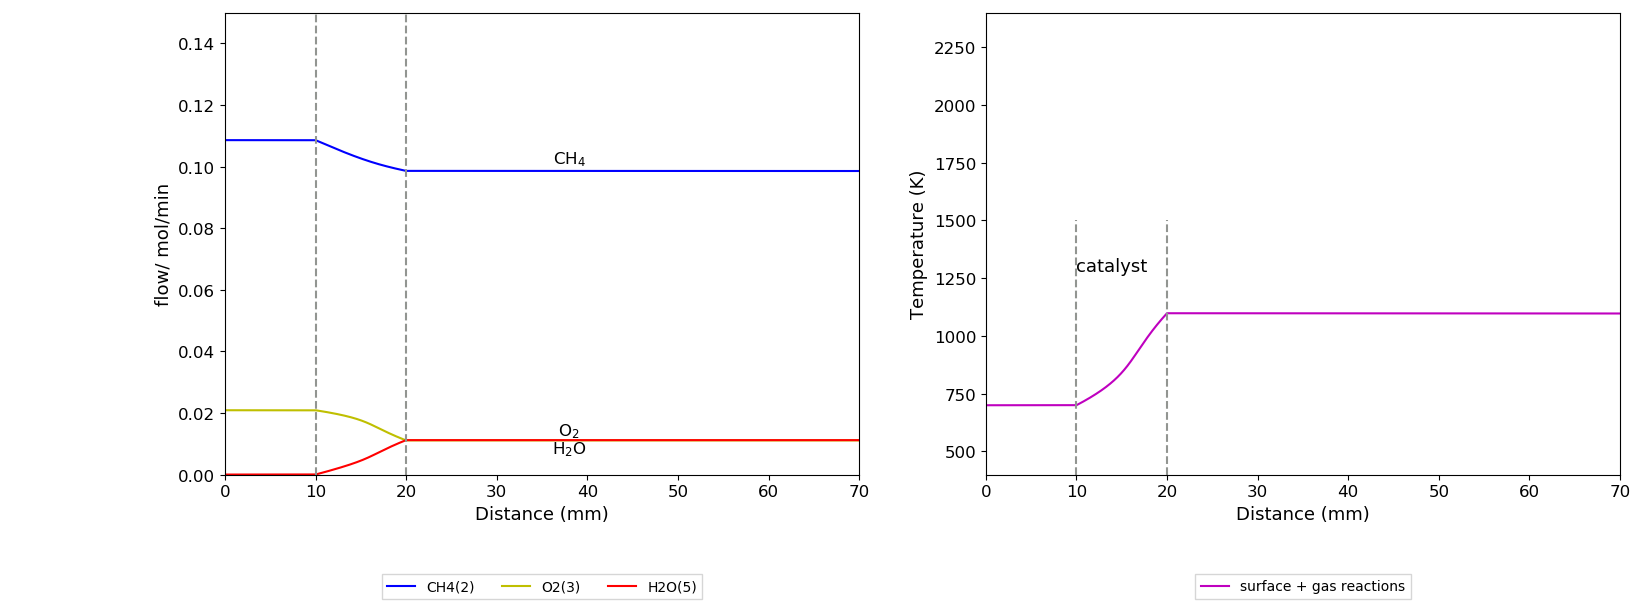 0.14
0.12
0.10
0.08
0.06
0.04
0.02
0.00
flow/ mol/min
CH₄
O₂
H₂O
0 10 20 30 40 50 60 70
Distance (mm)
CH4(2) O2(3) H2O(5)
2250
2000
1750
1500
1250
1000
750
500
Temperature (K)
catalyst
0 10 20 30 40 50 60 70
Distance (mm)
surface + gas reactions